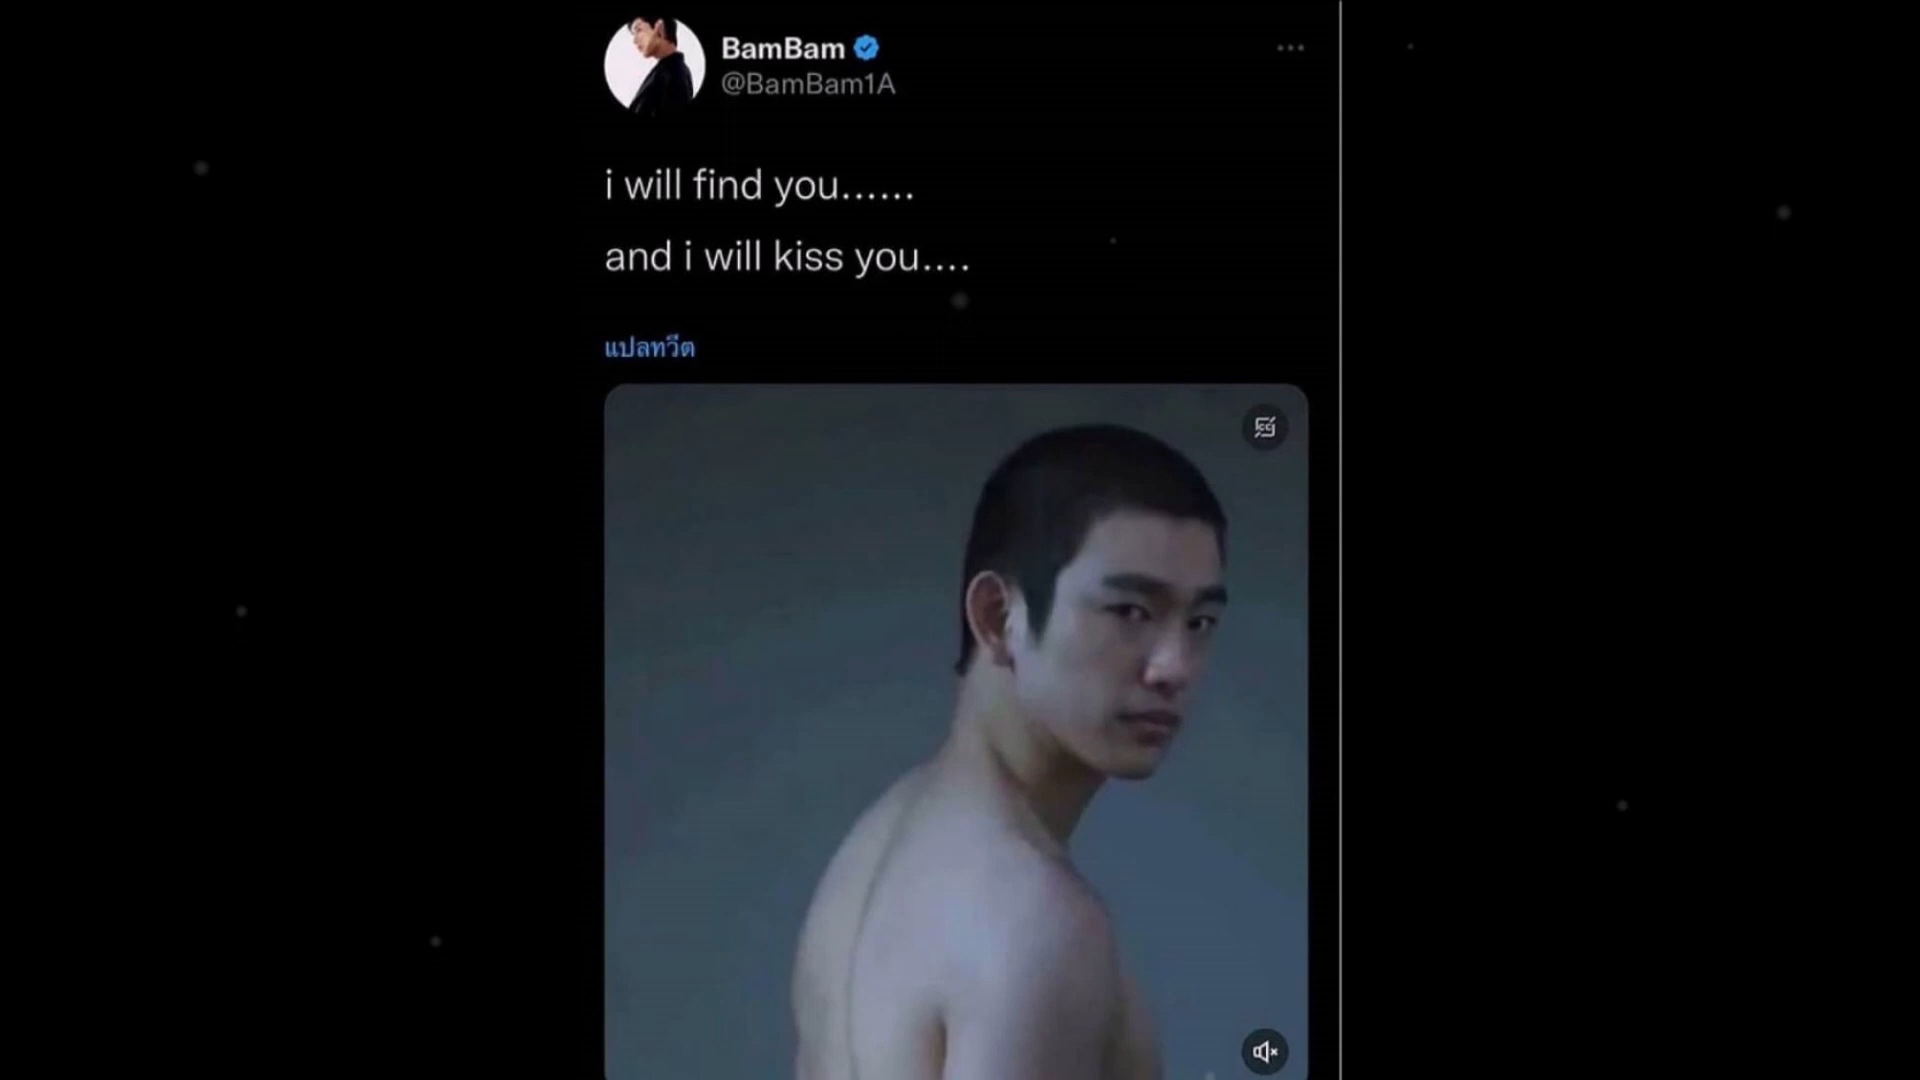 BamBam
@BamBam1A
i will find you......
and i will kiss you....
แปลทวีต